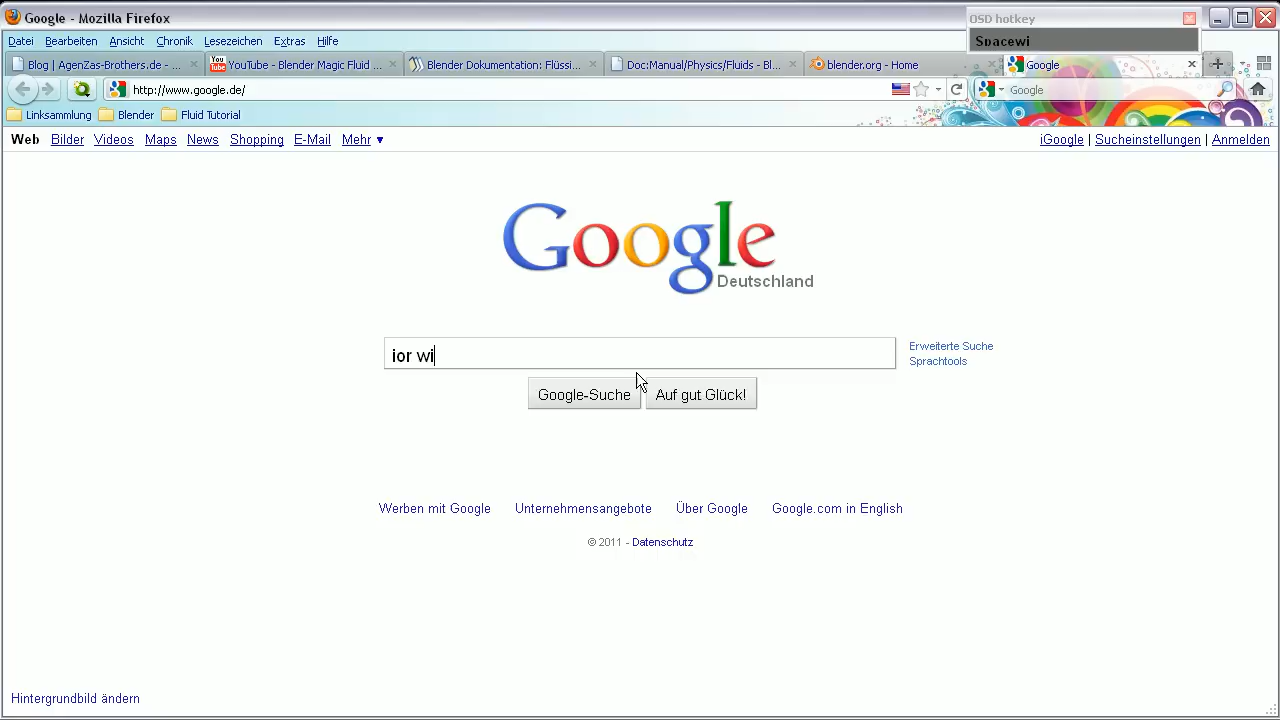 Google - Mozilla Firefox
OSD hotkey
Spacewi
Datei Bearbeiten Ansicht Chronik Lesezeichen Extras Hilfe
Blog | AgenZas-Brothers.de - ...
YouTube - Blender Magic Fluid ...
Blender Dokumentation: Flüssi...
Doc:Manual/Physics/Fluids - Bl...
blender.org - Home
Google
http://www.google.de/
Google
Linksammlung Blender Fluid Tutorial
Web Bilder Videos Maps News Shopping E-Mail Mehr ▼
iGoogle | Sucheinstellungen | Anmelden
Google
Deutschland
ior wi
Erweiterte Suche
Sprachtools
Google-Suche Auf gut Glück!
Werben mit Google Unternehmensangebote Über Google Google.com in English
© 2011 - Datenschutz
Hintergrundbild ändern